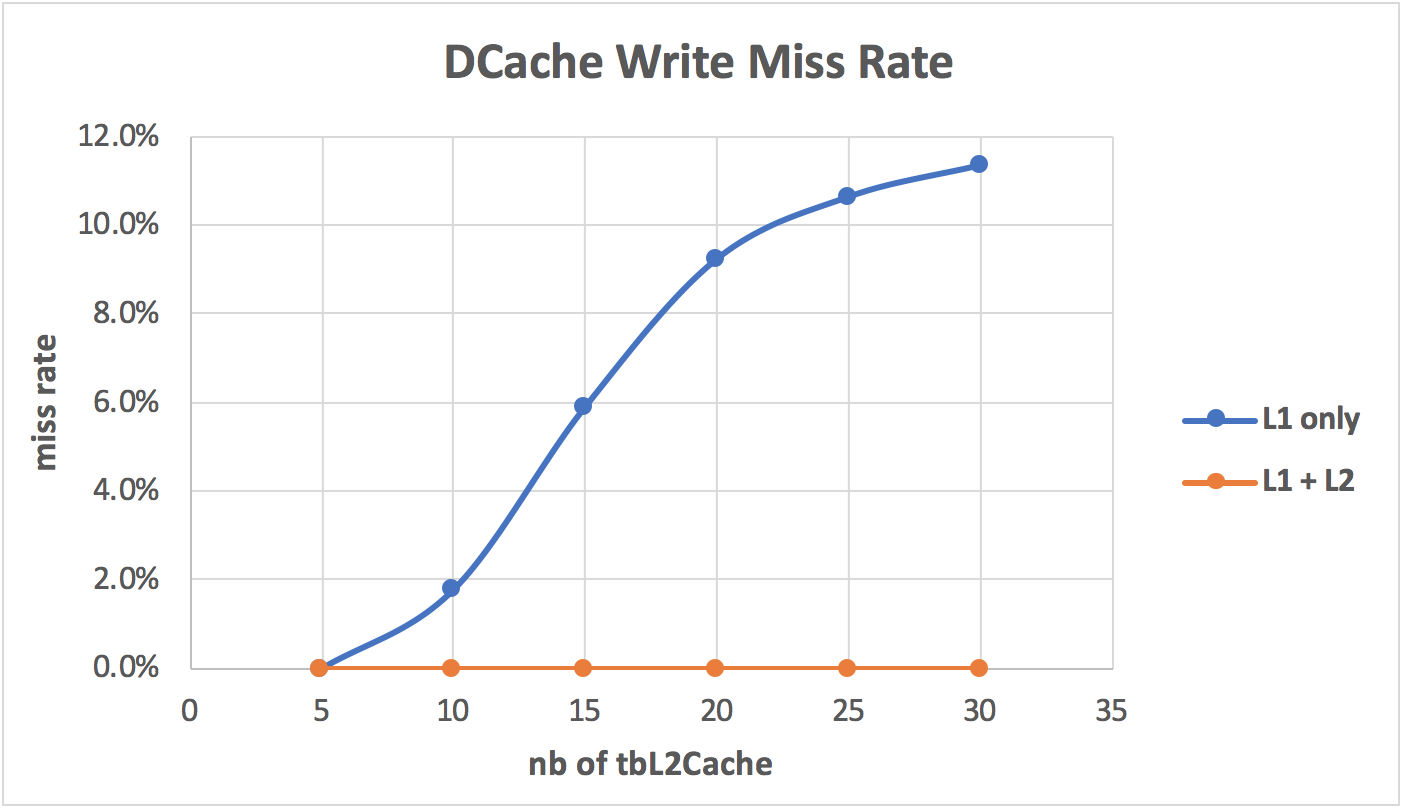 DCache Write Miss Rate
12.0%
10.0%
8.0%
6.0%
4.0%
2.0%
0.0%
miss rate
0 5 10 15 20 25 30 35
nb of tbL2Cache
L1 only
L1 + L2